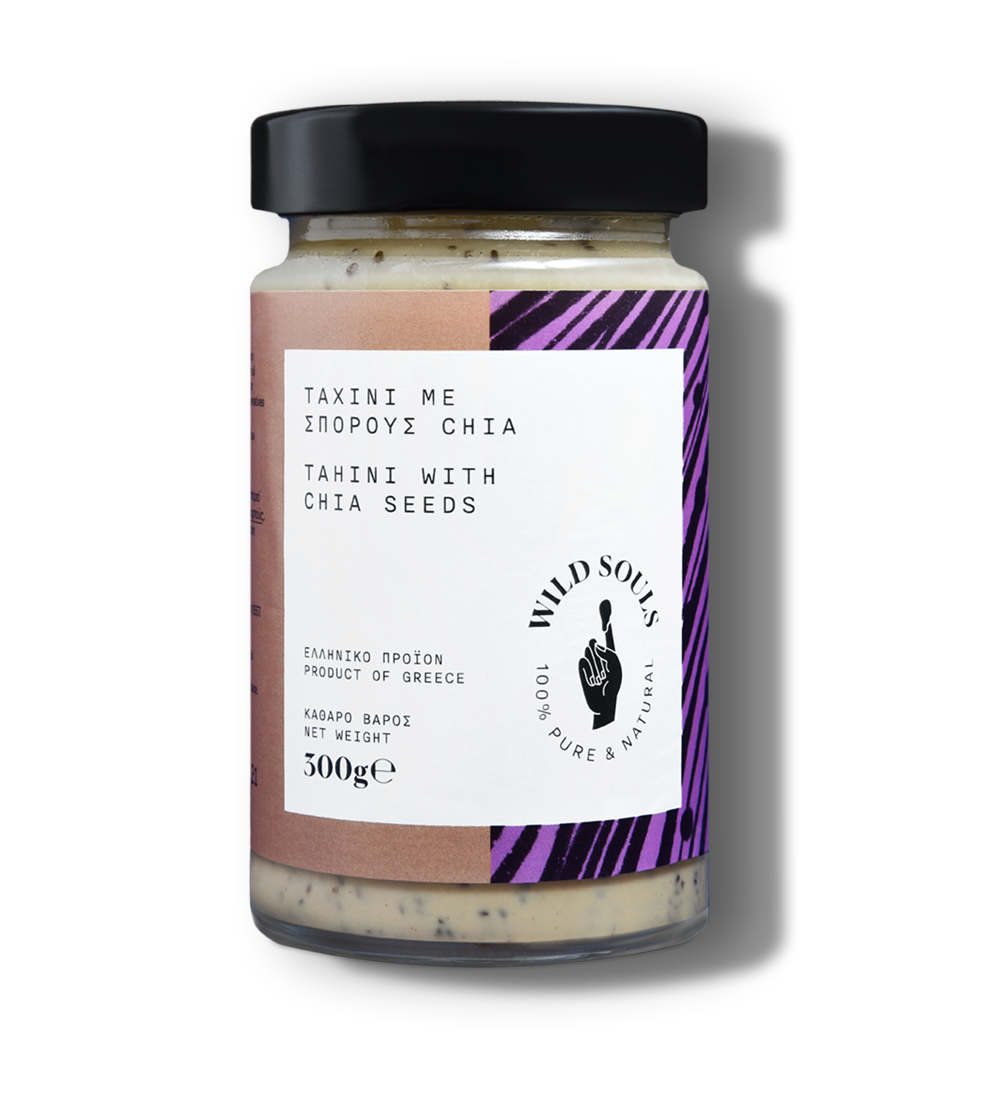 ΤΑΧΙΝΙ ΜΕ
ΣΠΟΡΟΥΣ CHIA
TAHINI WITH
CHIA SEEDS
WILD SOULS
100% PURE & NATURAL
ΕΛΛΗΝΙΚΟ ΠΡΟΪΟΝ
PRODUCT OF GREECE
ΚΑΘΑΡΟ ΒΑΡΟΣ
NET WEIGHT
300g℮